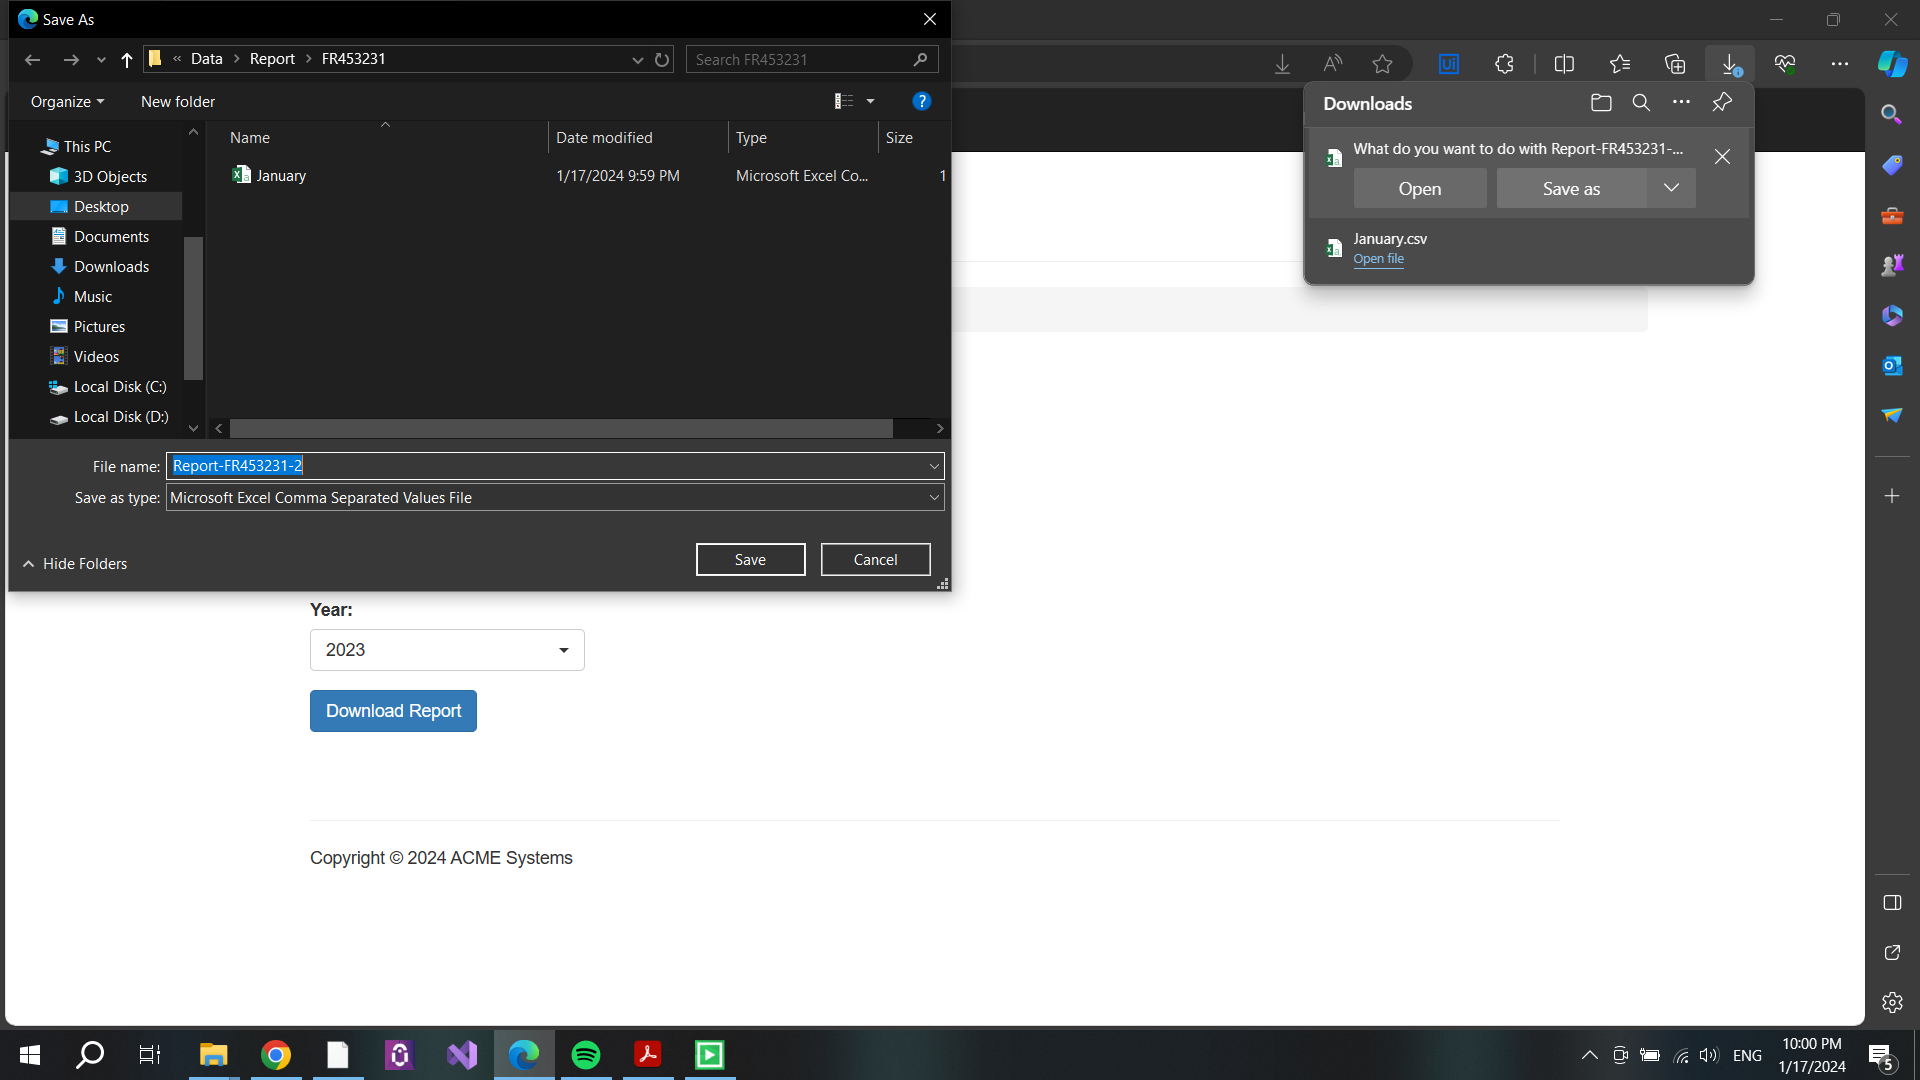 Save As
« Data > Report > FR453231
Search FR453231
Organize
New folder
?
This PC
3D Objects
Desktop
Documents
Downloads
Music
Pictures
Videos
Local Disk (C:)
Local Disk (D:)
Name Date modified Type Size
January 1/17/2024 9:59 PM Microsoft Excel Co... 1
File name: Report-FR453231-2
Save as type: Microsoft Excel Comma Separated Values File
Hide Folders
Save
Cancel
Ui
Downloads
What do you want to do with Report-FR453231-...
Open
Save as
January.csv
Open file
Year:
2023
Download Report
Copyright © 2024 ACME Systems
ENG
10:00 PM
1/17/2024
5